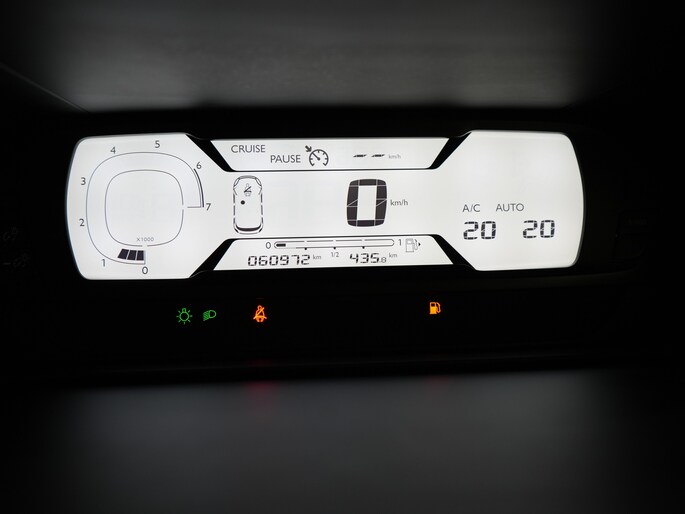 CRUISE
PAUSE
-- -- km/h
5
4
6
3
7
2
X1000
1
0
0 km/h
A/C AUTO
20 20
0 1/2 1
060972 km 435.8 km